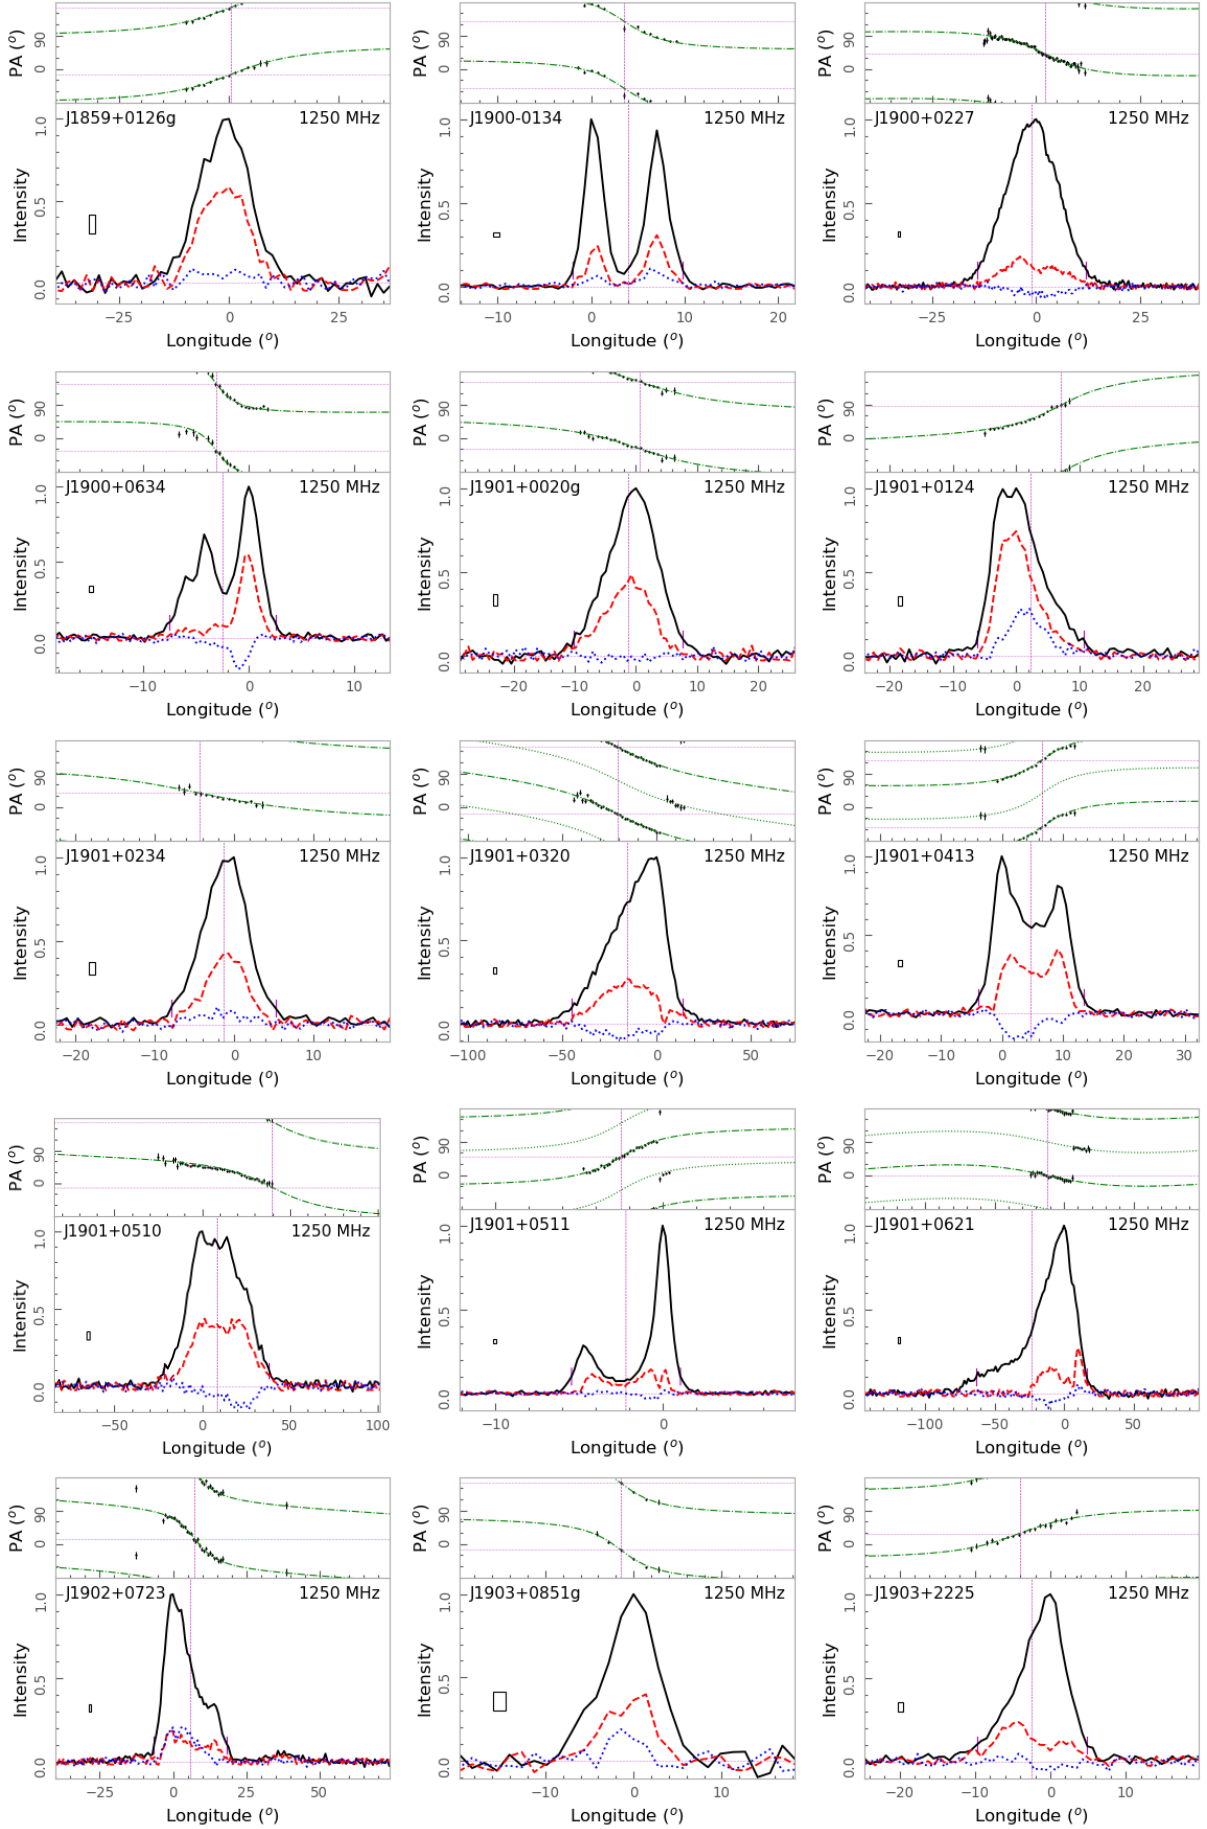 PA (°) 90 0
PA (°) 90 0
PA (°) 90 0
J1859+0126g 1250 MHz
J1900-0134 1250 MHz
J1900+0227 1250 MHz
Intensity 1.0 0.5 0.0
Intensity 1.0 0.5 0.0
Intensity 1.0 0.5 0.0
−25 0 25
−10 0 10 20
−25 0 25
Longitude (°)
Longitude (°)
Longitude (°)
PA (°) 90 0
PA (°) 90 0
PA (°) 90 0
J1900+0634 1250 MHz
J1901+0020g 1250 MHz
J1901+0124 1250 MHz
Intensity 1.0 0.5 0.0
Intensity 1.0 0.5 0.0
Intensity 1.0 0.5 0.0
−10 0 10
−20 −10 0 10 20
−20 −10 0 10 20
Longitude (°)
Longitude (°)
Longitude (°)
PA (°) 90 0
PA (°) 90 0
PA (°) 90 0
J1901+0234 1250 MHz
J1901+0320 1250 MHz
J1901+0413 1250 MHz
Intensity 1.0 0.5 0.0
Intensity 1.0 0.5 0.0
Intensity 1.0 0.5 0.0
−20 −10 0 10
−100 −50 0 50
−20 −10 0 10 20 30
Longitude (°)
Longitude (°)
Longitude (°)
PA (°) 90 0
PA (°) 90 0
PA (°) 90 0
J1901+0510 1250 MHz
J1901+0511 1250 MHz
J1901+0621 1250 MHz
Intensity 1.0 0.5 0.0
Intensity 1.0 0.5 0.0
Intensity 1.0 0.5 0.0
−50 0 50 100
−10 0
−100 −50 0 50
Longitude (°)
Longitude (°)
Longitude (°)
PA (°) 90 0
PA (°) 90 0
PA (°) 90 0
J1902+0723 1250 MHz
J1903+0851g 1250 MHz
J1903+2225 1250 MHz
Intensity 1.0 0.5 0.0
Intensity 1.0 0.5 0.0
Intensity 1.0 0.5 0.0
−25 0 25 50
−10 0 10
−20 −10 0 10
Longitude (°)
Longitude (°)
Longitude (°)